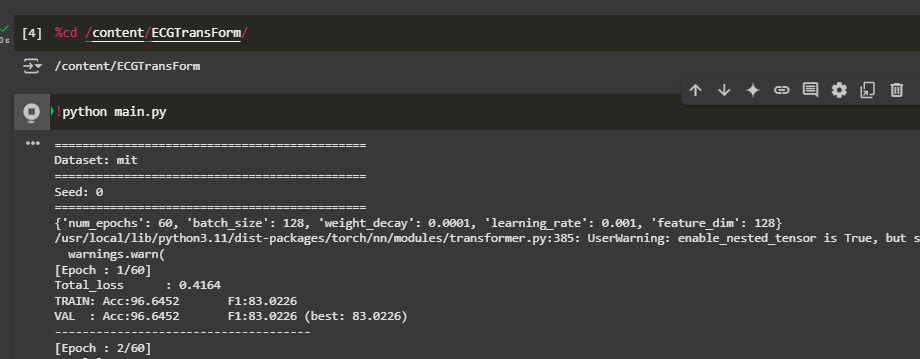 [4] %cd /content/ECGTransForm/
0s
/content/ECGTransForm
!python main.py
=============================================
Dataset: mit
=============================================
Seed: 0
=============================================
{'num_epochs': 60, 'batch_size': 128, 'weight_decay': 0.0001, 'learning_rate': 0.001, 'feature_dim': 128}
/usr/local/lib/python3.11/dist-packages/torch/nn/modules/transformer.py:385: UserWarning: enable_nested_tensor is True, but s
warnings.warn(
[Epoch : 1/60]
Total_loss : 0.4164
TRAIN: Acc:96.6452 F1:83.0226
VAL : Acc:96.6452 F1:83.0226 (best: 83.0226)
-------------------------------------
[Epoch : 2/60]